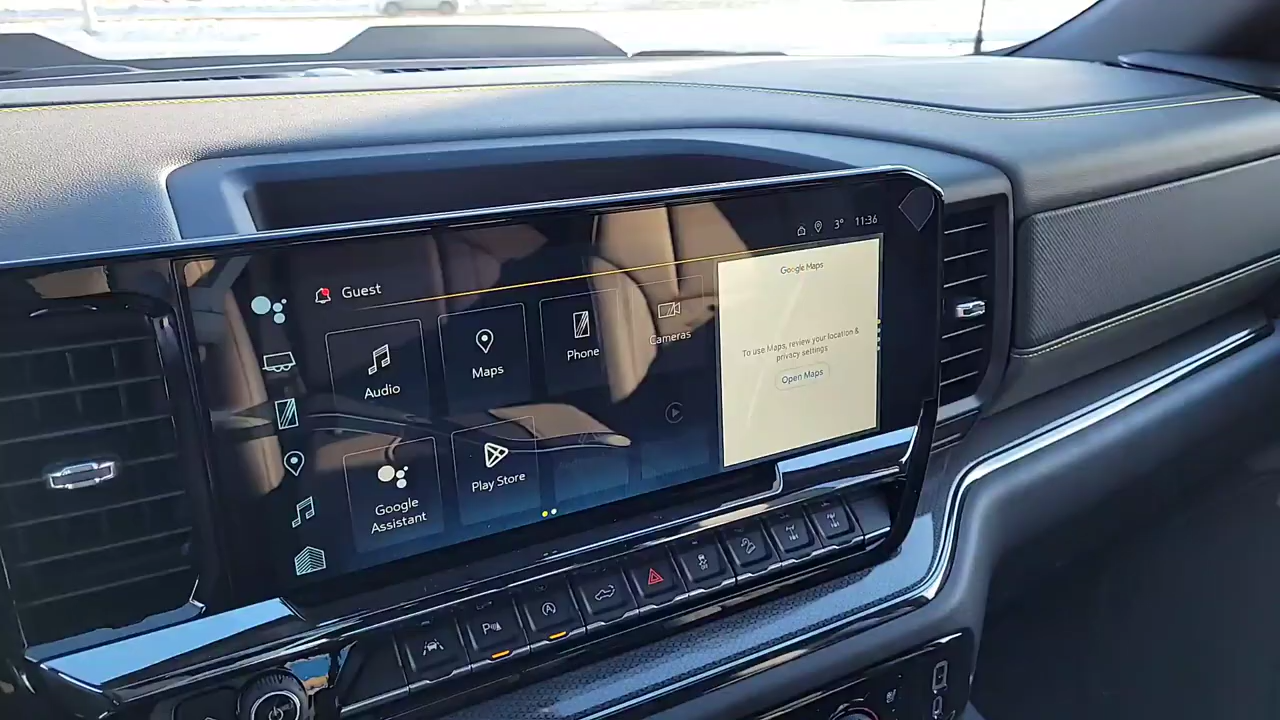 3° 11:36
Guest
Google Maps
Audio
Maps
Phone
Cameras
To use Maps, review your location &
privacy settings
Open Maps
Google
Assistant
Play Store